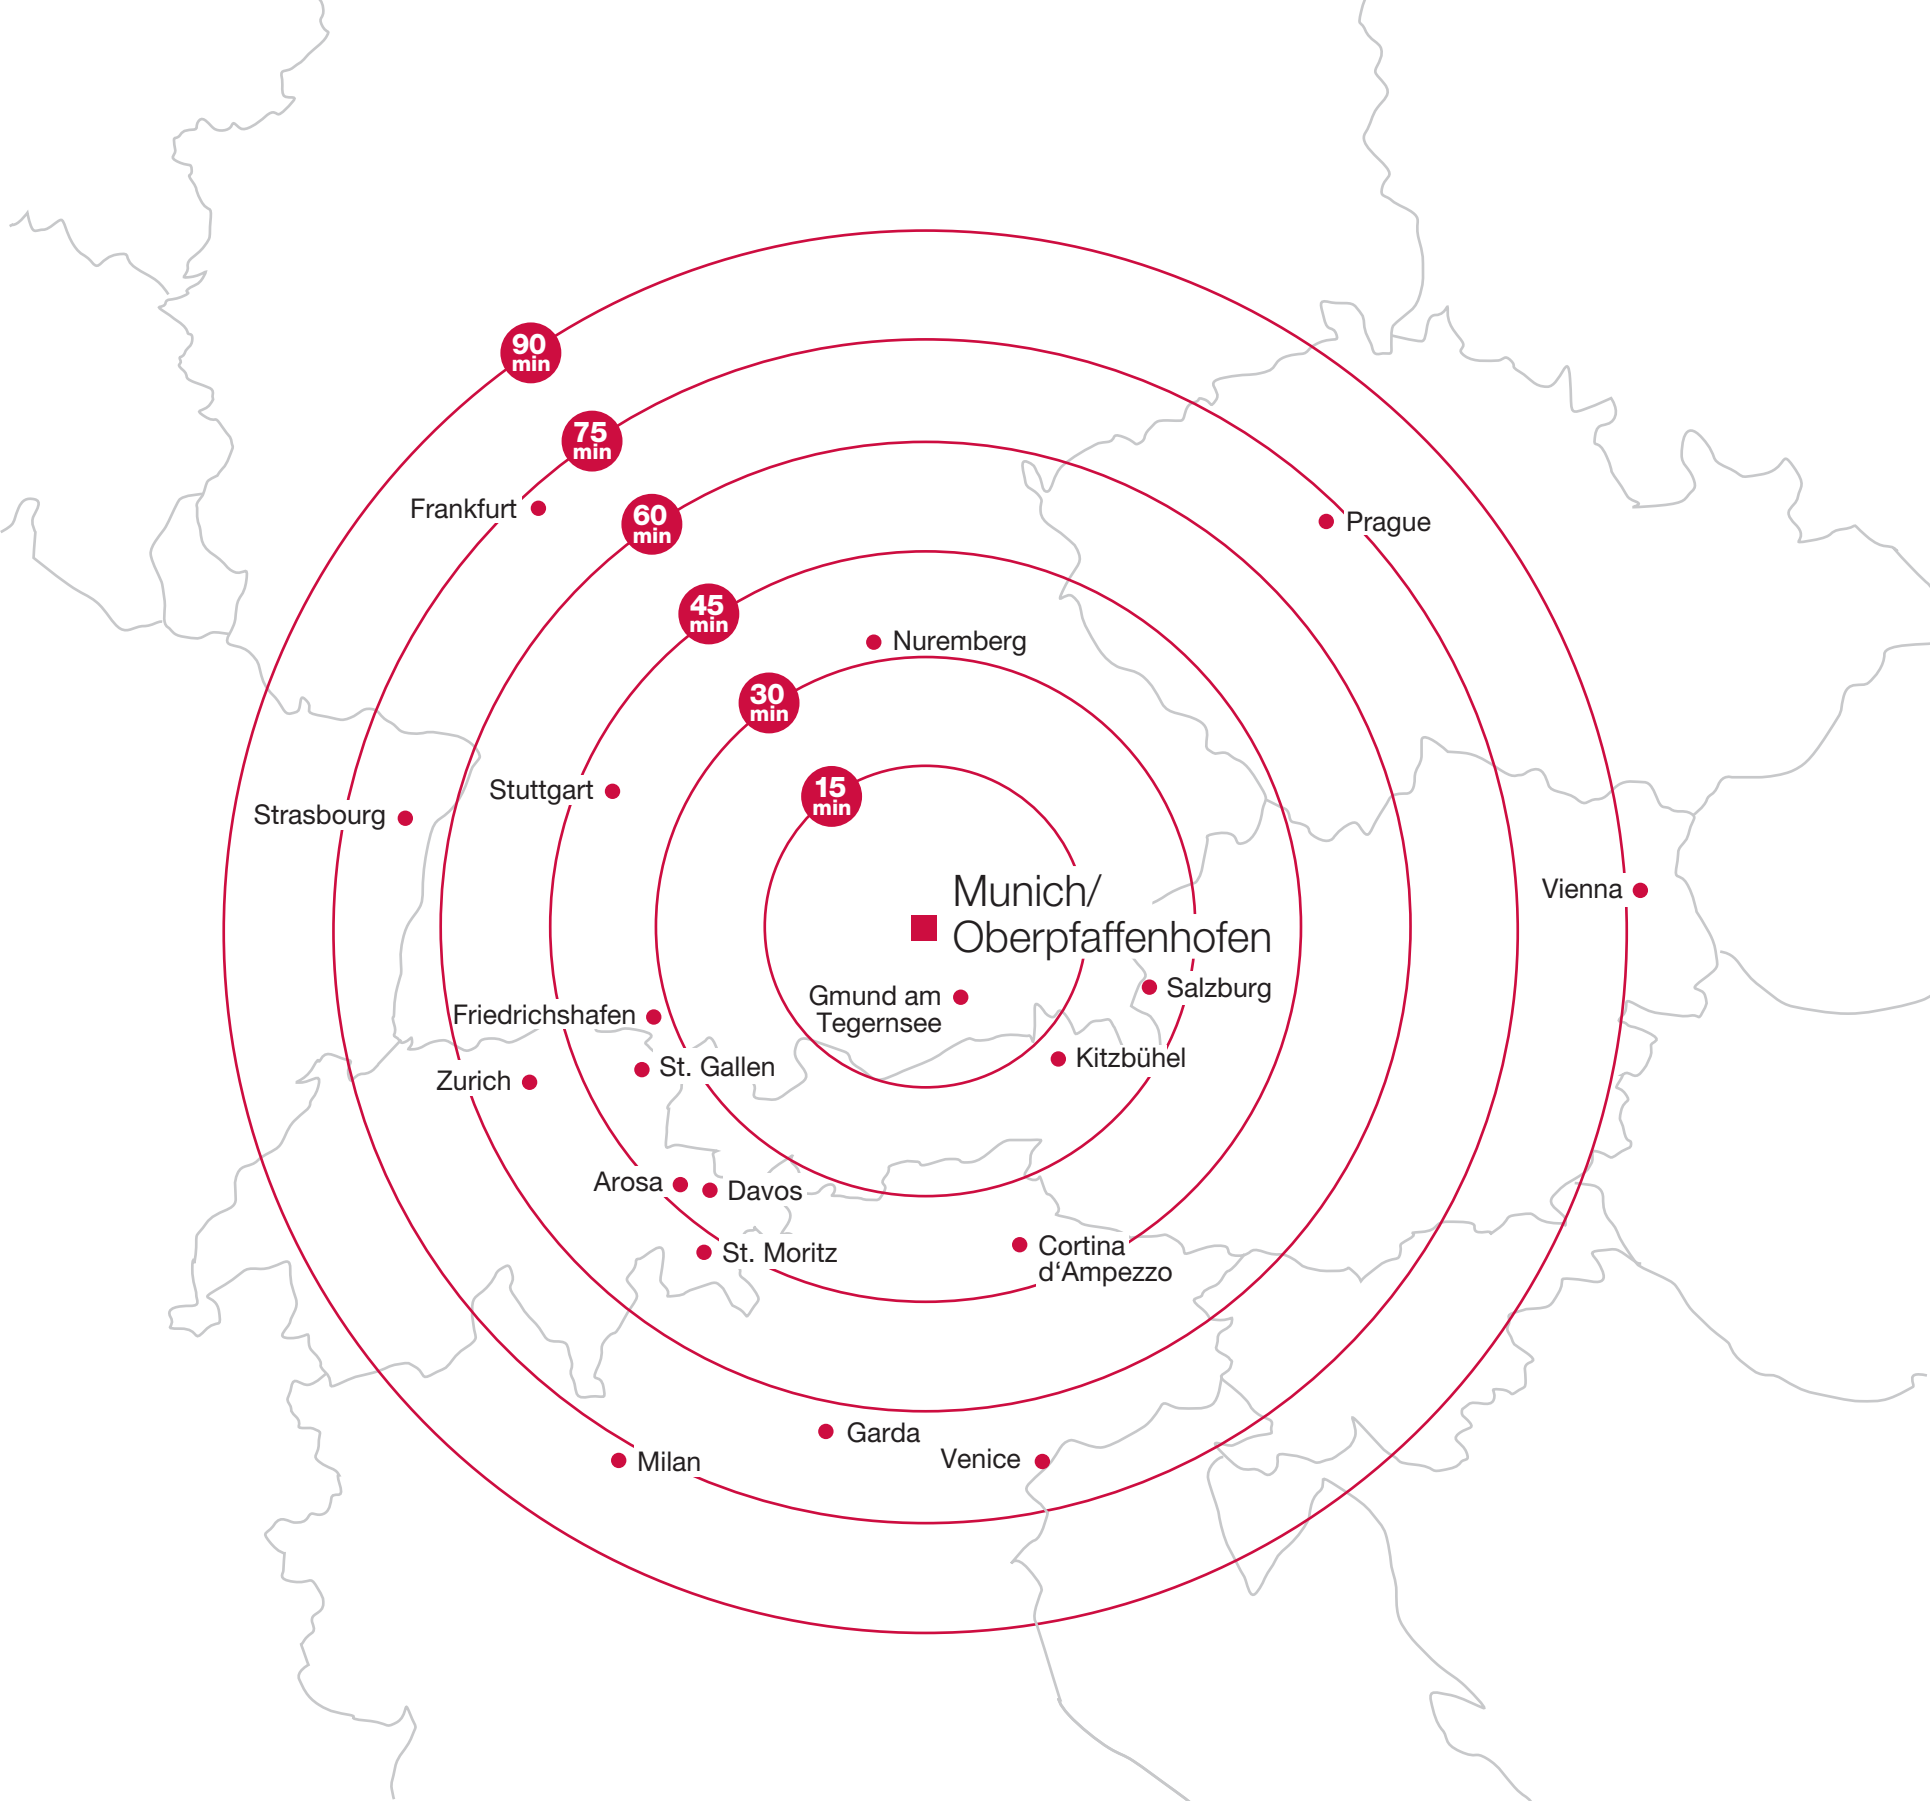 90
min
75
min
Frankfurt
60
min
Prague
45
min
Nuremberg
30
min
Stuttgart
15
min
Strasbourg
Munich/
Oberpfaffenhofen
Vienna
Gmund am
Tegernsee
Salzburg
Friedrichshafen
Kitzbühel
St. Gallen
Zurich
Arosa
Davos
St. Moritz
Cortina
d‘Ampezzo
Garda
Venice
Milan